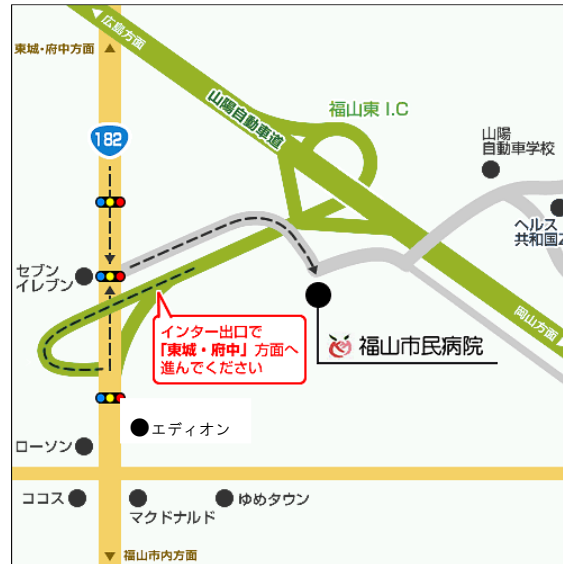 広島方面
東城・府中方面
山陽自動車道
福山東 I.C
182
山陽
自動車学校
ヘルス
共和国
セブン
イレブン
インター出口で
「東城・府中」方面へ
進んでください
福山市民病院
岡山方面
エディオン
ローソン
ココス
マクドナルド
ゆめタウン
福山市内方面